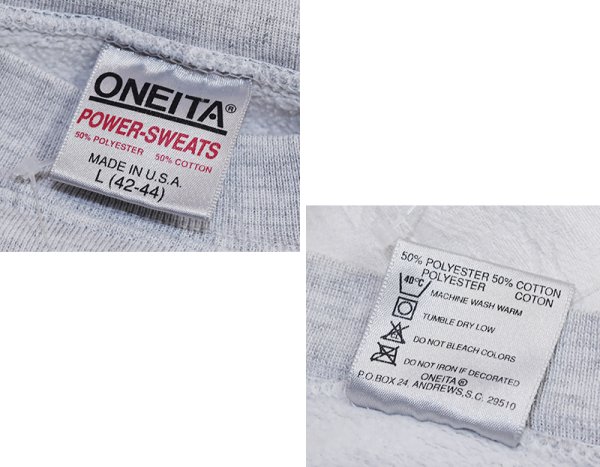 ONEITA®
POWER-SWEATS
50% POLYESTER 50% COTTON
MADE IN U.S.A.
L (42-44)
50% POLYESTER 50% COTTON
POLYESTER COTON
40°C MACHINE WASH WARM
TUMBLE DRY LOW
DO NOT BLEACH COLORS
DO NOT IRON IF DECORATED
ONEITA®
P.O.BOX 24, ANDREWS,S.C. 29510